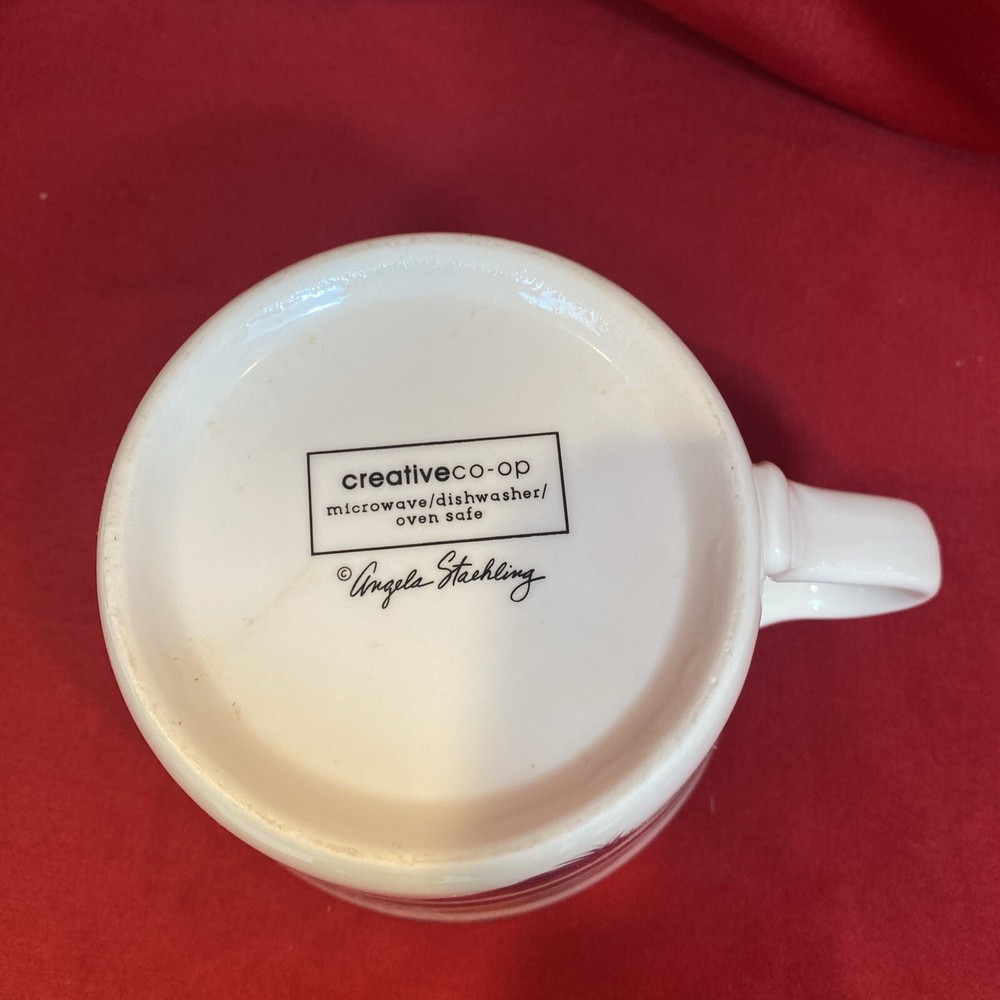 creativeco-op
microwave/dishwasher/
oven safe
© Angela Staehling